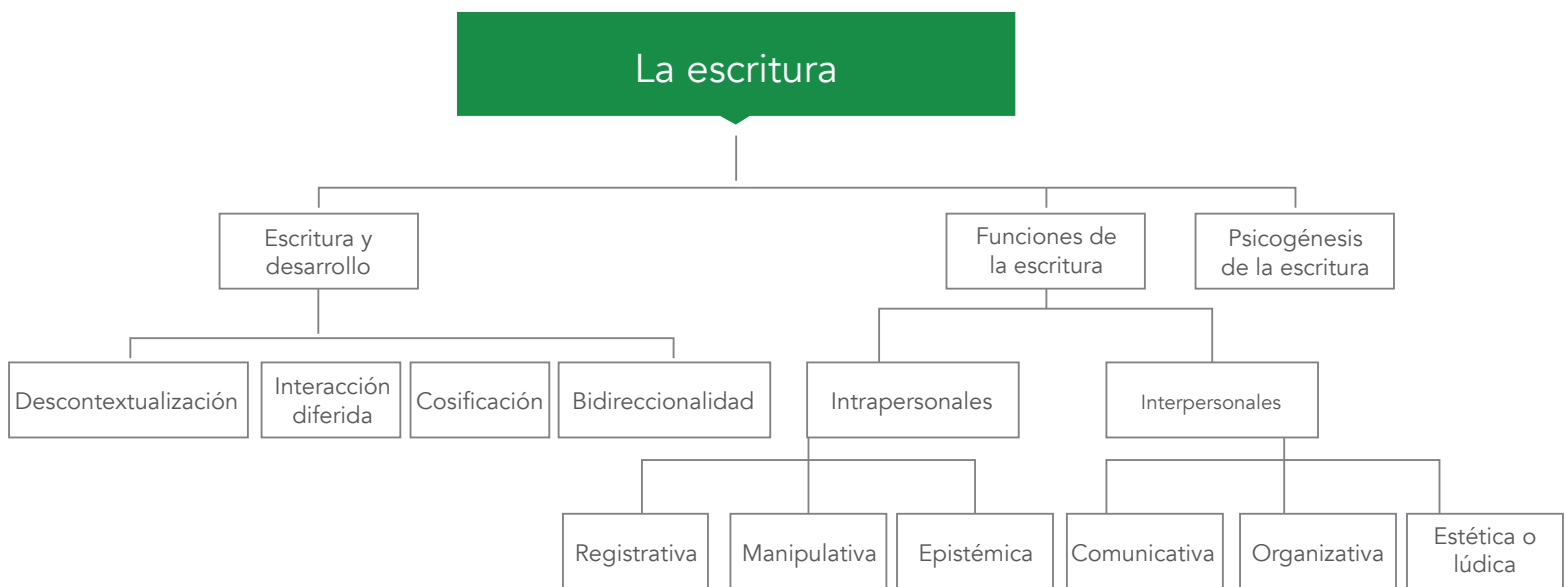 La escritura
Escritura y
desarrollo
Funciones de
la escritura
Psicogénesis
de la escritura
Descontextualización
Interacción
diferida
Cosificación
Bidireccionalidad
Intrapersonales
Interpersonales
Registrativa
Manipulativa
Epistémica
Comunicativa
Organizativa
Estética o
lúdica